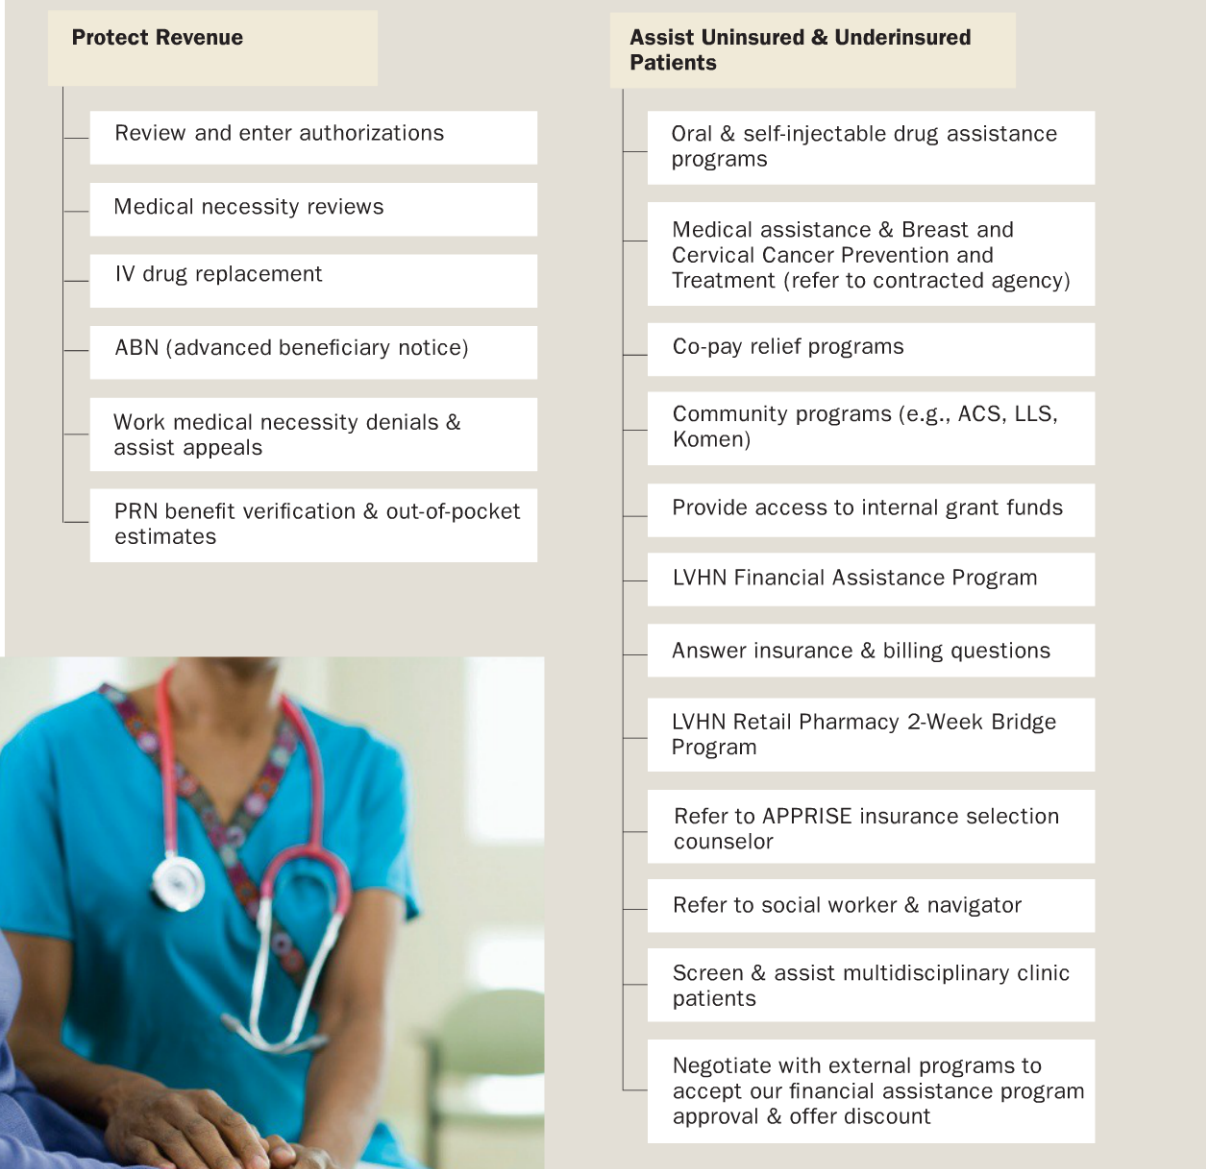 Protect Revenue
Review and enter authorizations
Medical necessity reviews
IV drug replacement
ABN (advanced beneficiary notice)
Work medical necessity denials &
assist appeals
PRN benefit verification & out-of-pocket
estimates
Assist Uninsured & Underinsured
Patients
Oral & self-injectable drug assistance
programs
Medical assistance & Breast and
Cervical Cancer Prevention and
Treatment (refer to contracted agency)
Co-pay relief programs
Community programs (e.g., ACS, LLS,
Komen)
Provide access to internal grant funds
LVHN Financial Assistance Program
Answer insurance & billing questions
LVHN Retail Pharmacy 2-Week Bridge
Program
Refer to APPRISE insurance selection
counselor
Refer to social worker & navigator
Screen & assist multidisciplinary clinic
patients
Negotiate with external programs to
accept our financial assistance program
approval & offer discount